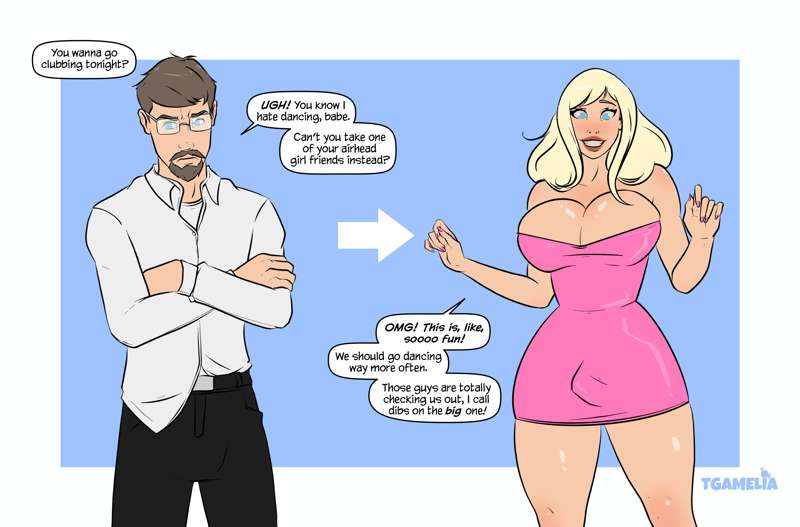 You wanna go
clubbing tonight?
UGH! You know I
hate dancing, babe.
Can't you take one
of your airhead
girl friends instead?
OMG! This is, like,
soooo fun!
We should go dancing
way more often.
Those guys are totally
checking us out, I call
dibs on the big one!
TGAMELIA